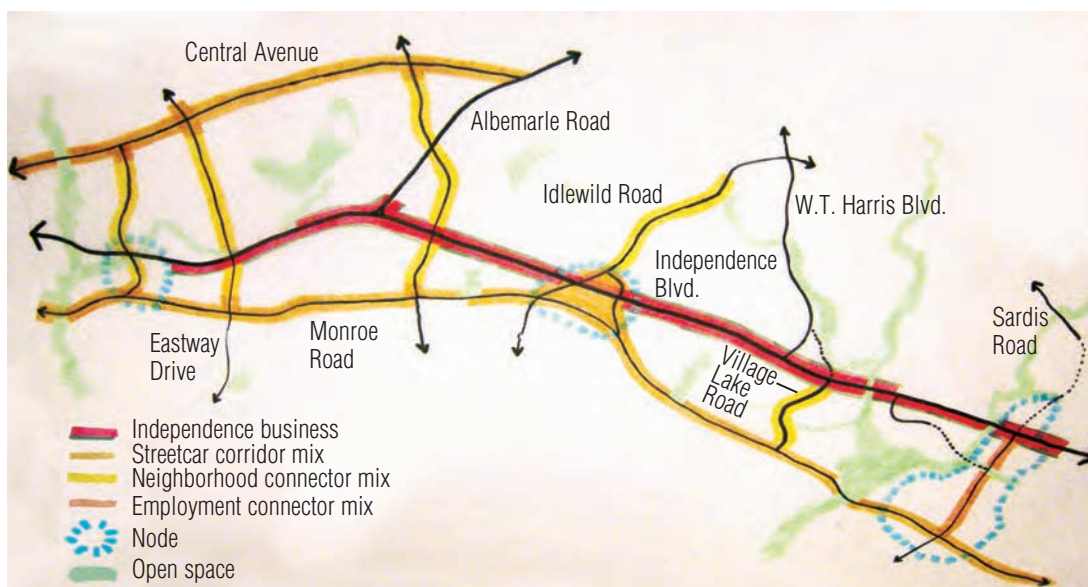 Central Avenue
Albemarle Road
Idlewild Road
W.T. Harris Blvd.
Independence
Blvd.
Sardis
Road
Eastway
Drive
Monroe
Road
Village
Lake
Road
Independence business
Streetcar corridor mix
Neighborhood connector mix
Employment connector mix
Node
Open space